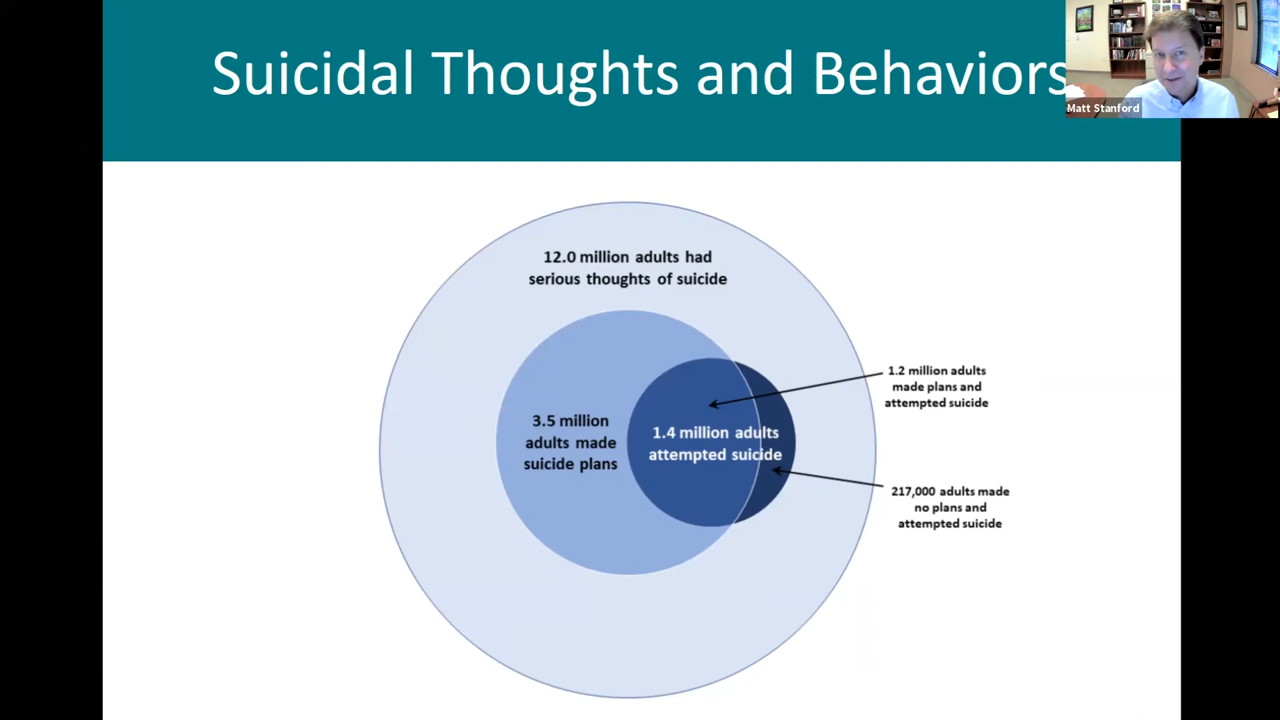 Suicidal Thoughts and Behaviors
Matt Stanford
12.0 million adults had
serious thoughts of suicide
3.5 million
adults made
suicide plans
1.4 million adults
attempted suicide
1.2 million adults
made plans and
attempted suicide
217,000 adults made
no plans and
attempted suicide